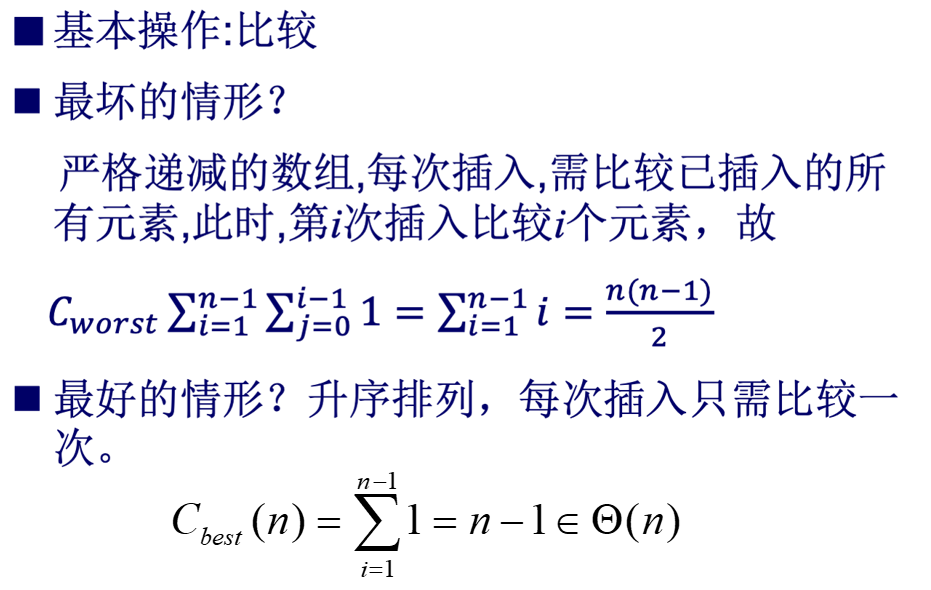 ■ 基本操作:比较
■ 最坏的情形？
严格递减的数组,每次插入,需比较已插入的所
有元素,此时,第i次插入比较i个元素，故
C_{worst} \sum_{i=1}^{n-1} \sum_{j=0}^{i-1} 1 = \sum_{i=1}^{n-1} i = \frac{n(n-1)}{2}
■ 最好的情形？升序排列，每次插入只需比较一
次。
C_{best}(n) = \sum_{i=1}^{n-1} 1 = n-1 \in \Theta(n)